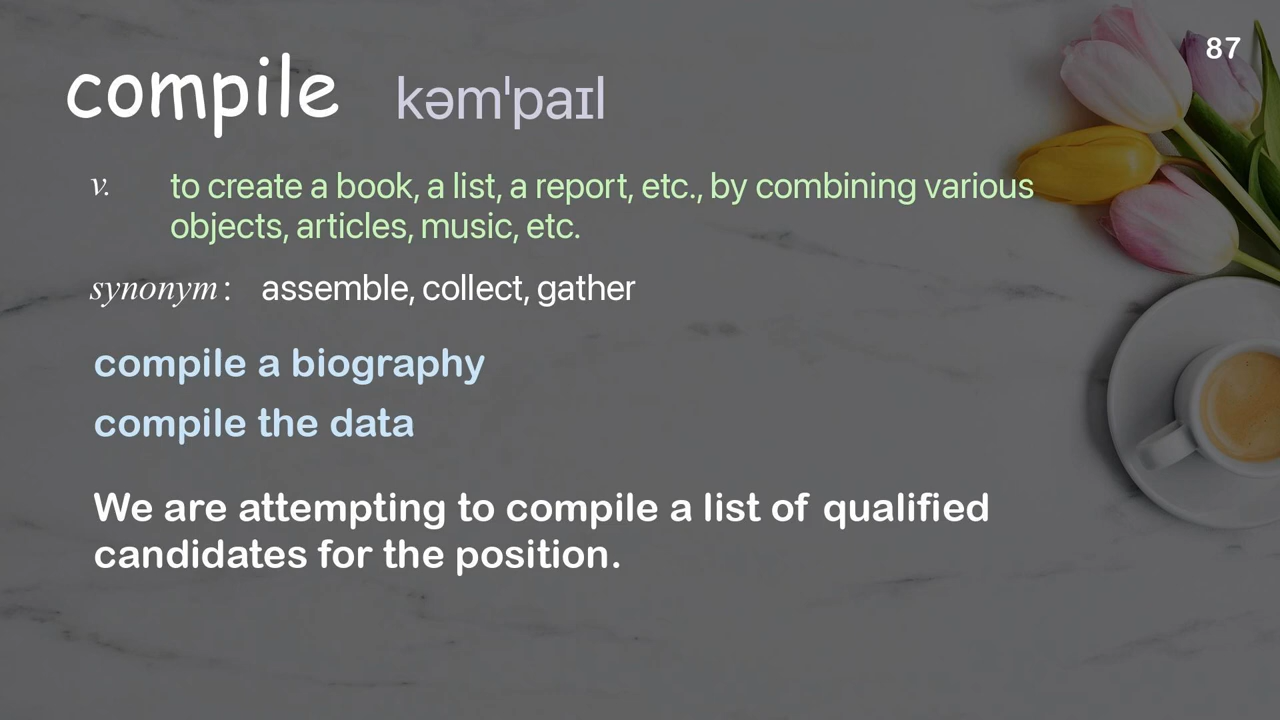 87
compile kəmˈpaɪl
v. to create a book, a list, a report, etc., by combining various
objects, articles, music, etc.
synonym : assemble, collect, gather
compile a biography
compile the data
We are attempting to compile a list of qualified
candidates for the position.